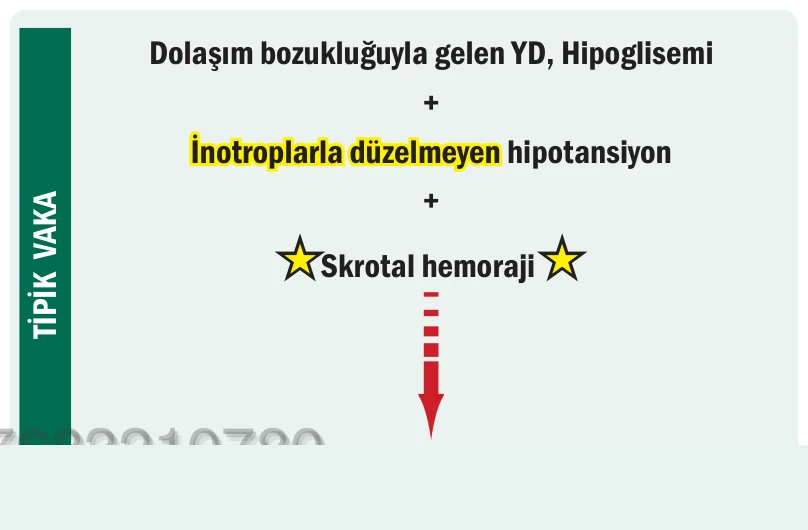 Dolaşım bozukluğuyla gelen YD, Hipoglisemi
+
İnotroplarla düzelmeyen hipotansiyon
+
Skrotal hemoraji
TİPİK VAKA